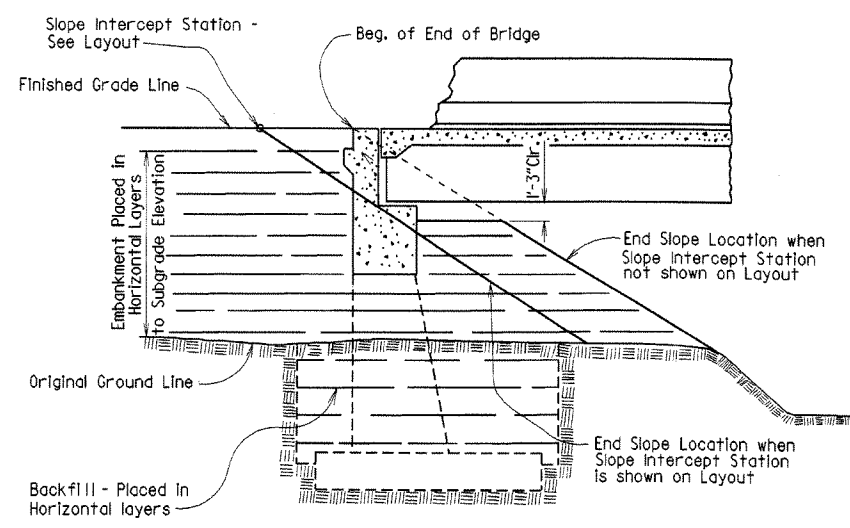 Slope Intercept Station -
See Layout
Beg. of End of Bridge
Finished Grade Line
1'-3" Clr.
Embankment Placed in
Horizontal Layers
to Subgrade Elevation
End Slope Location when
Slope Intercept Station
not shown on Layout
Original Ground Line
End Slope Location when
Slope Intercept Station
is shown on Layout
Backfill - Placed in
Horizontal layers